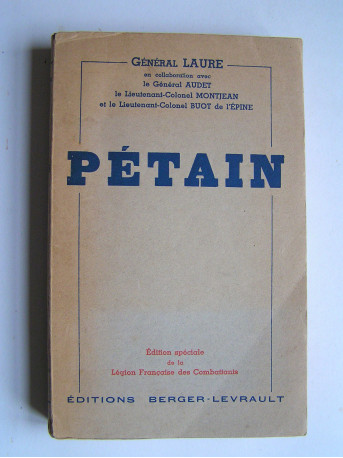 GÉNÉRAL LAURE
en collaboration avec
le Général AUDET
le Lieutenant-Colonel MONTJEAN
et le Lieutenant-Colonel BUOT de l'ÉPINE
PÉTAIN
Édition spéciale
de la
Légion Française des Combattants
ÉDITIONS BERGER-LEVRAULT